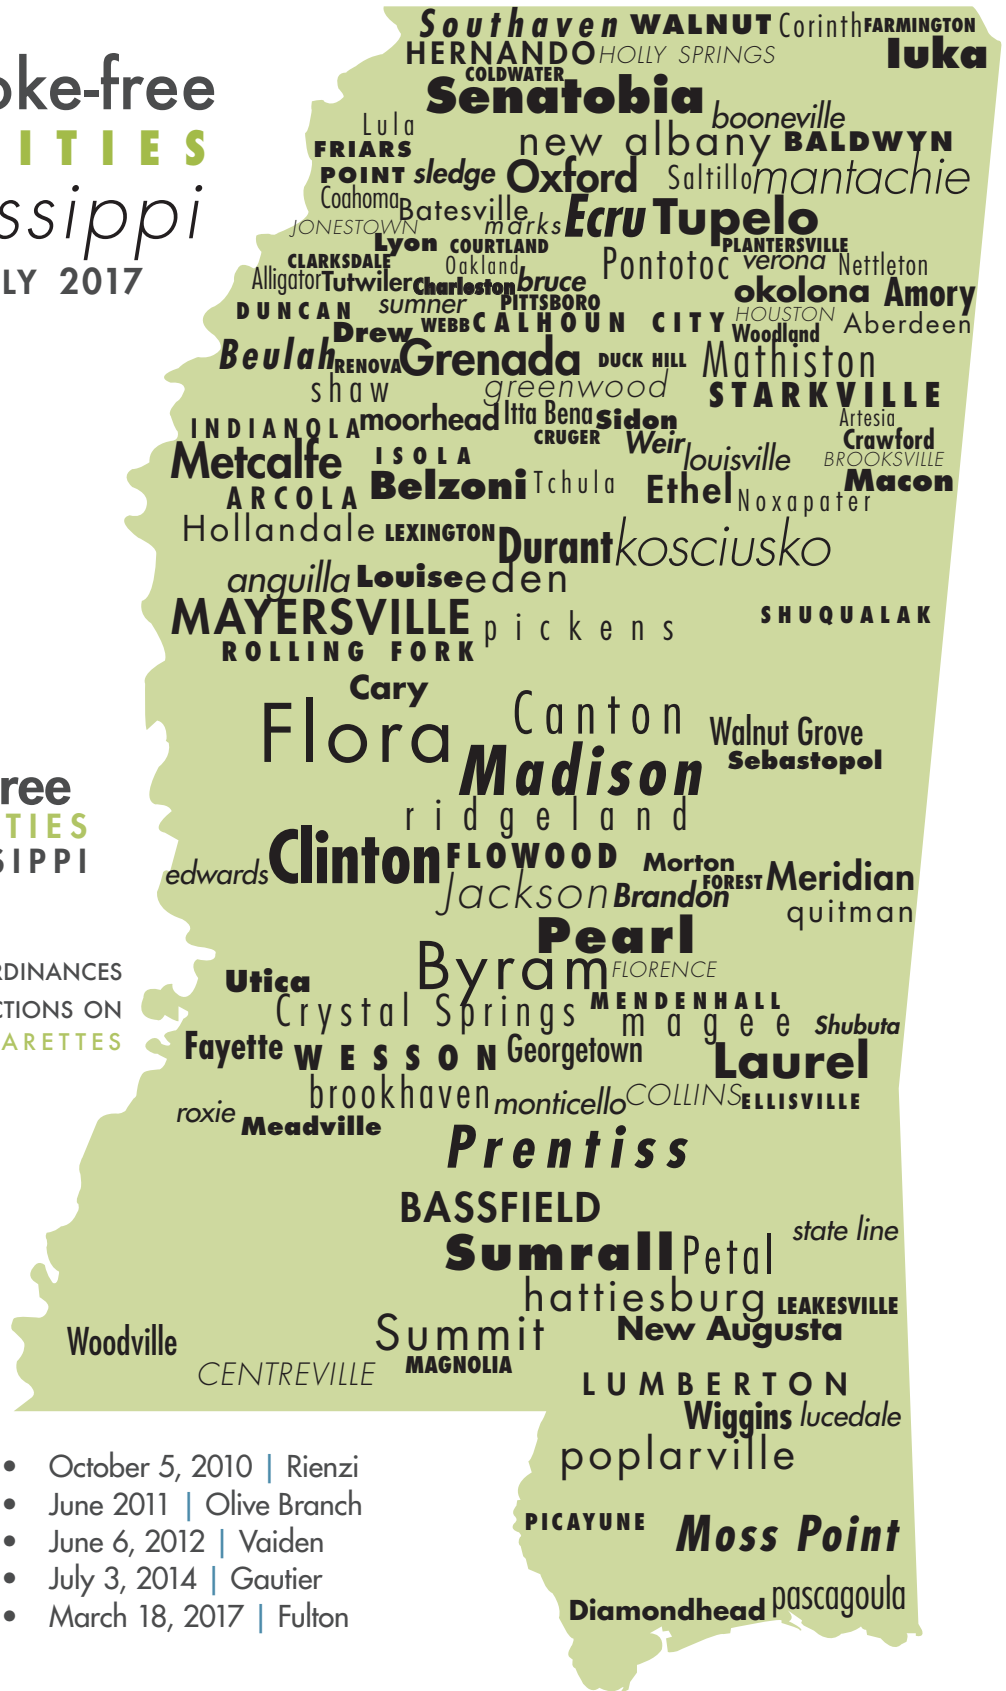 Southaven WALNUT Corinth FARMINGTON
HERNANDO HOLLY SPRINGS Iuka
COLDWATER
oke-free
Senatobia booneville
Lula new albany BALDWYN
ITIES
FRIARS
POINT sledge Oxford Saltillo mantachie
Coahoma Batesville Ecru Tupelo
ssippi
JONESTOWN marks
Lyon COURTLAND PLANTERSVILLE
CLARKSDALE Oakland Pontotoc verona Nettleton
LY 2017
Alligator Tutwiler Charleston bruce okolona Amory
sumner PITTSBORO
DUNCAN WEBB CALHOUN CITY HOUSTON Aberdeen
Drew Woodland
Beulah RENOVA Grenada DUCK HILL Mathiston
shaw greenwood STARKVILLE
INDIANOLA moorhead Itta Bena Sidon Artesia
CRUGER Weir Crawford
Metcalfe ISOLA louisville BROOKSVILLE
ARCOLA Belzoni Tchula Ethel Noxapater Macon
Hollandale LEXINGTON Durant kosciusko
anguilla Louise eden
MAYERSVILLE pickens SHUQUALAK
ROLLING FORK
Cary
Flora Canton Walnut Grove
Madison Sebastopol
ree
ridgeland
TIES
SIPPI
edwards Clinton FLOWOOD Morton
Jackson Brandon FOREST Meridian
quitman
Pearl
Byram FLORENCE
RDINANCES
Utica
Crystal Springs MENDENHALL
CTIONS ON
magee Shubuta
ARETTES
Fayette WESSON Georgetown Laurel
brookhaven monticello COLLINS ELLISVILLE
roxie Meadville
Prentiss
BASSFIELD
state line
Sumrall Petal
hattiesburg LEAKESVILLE
Woodville Summit New Augusta
CENTREVILLE MAGNOLIA
LUMBERTON
Wiggins lucedale
poplarville
• October 5, 2010 | Rienzi
• June 2011 | Olive Branch
• June 6, 2012 | Vaiden
• July 3, 2014 | Gautier
• March 18, 2017 | Fulton
PICAYUNE Moss Point
Diamondhead pascagoula